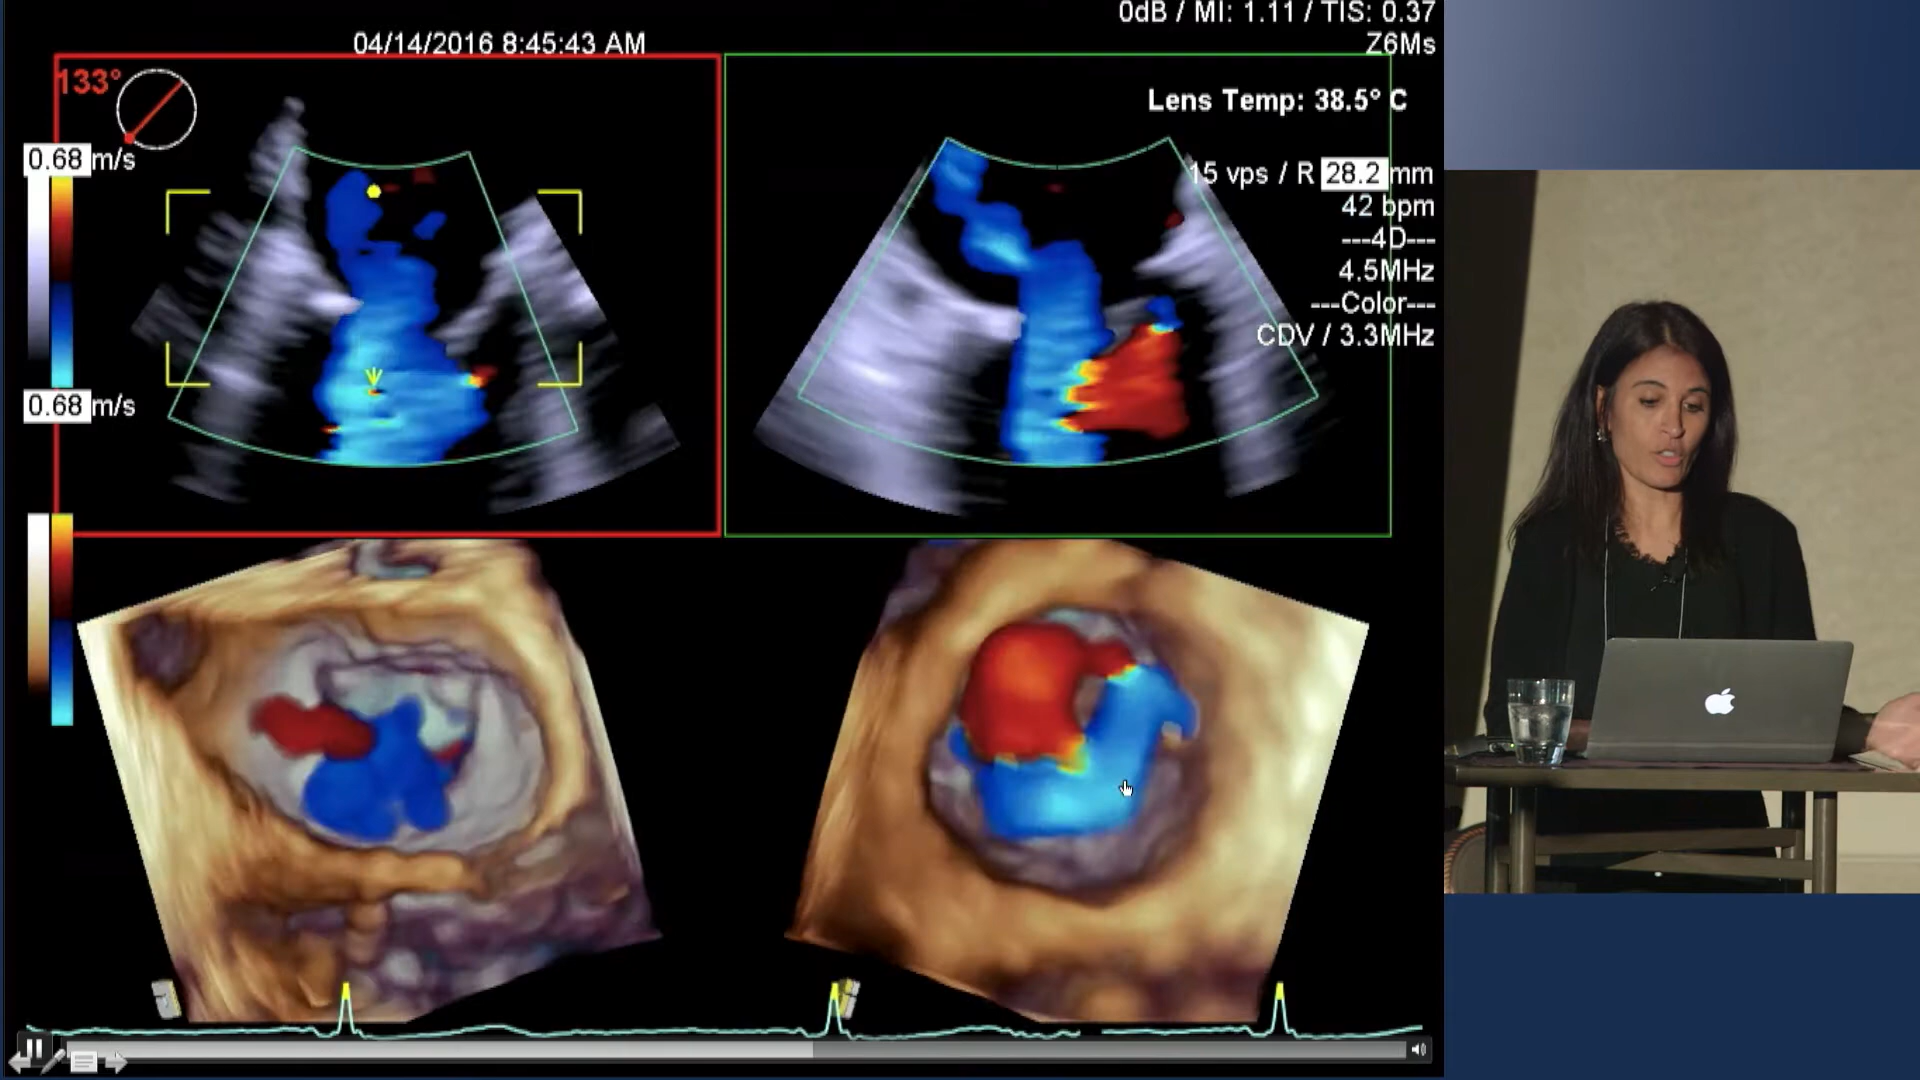 0dB / MI: 1.11 / TIS: 0.37
04/14/2016 8:45:43 AM
Z6Ms
133°
Lens Temp: 38.5° C
0.68 m/s
15 vps / R 28.2 mm
42 bpm
---4D---
4.5MHz
---Color---
CDV / 3.3MHz
0.68 m/s